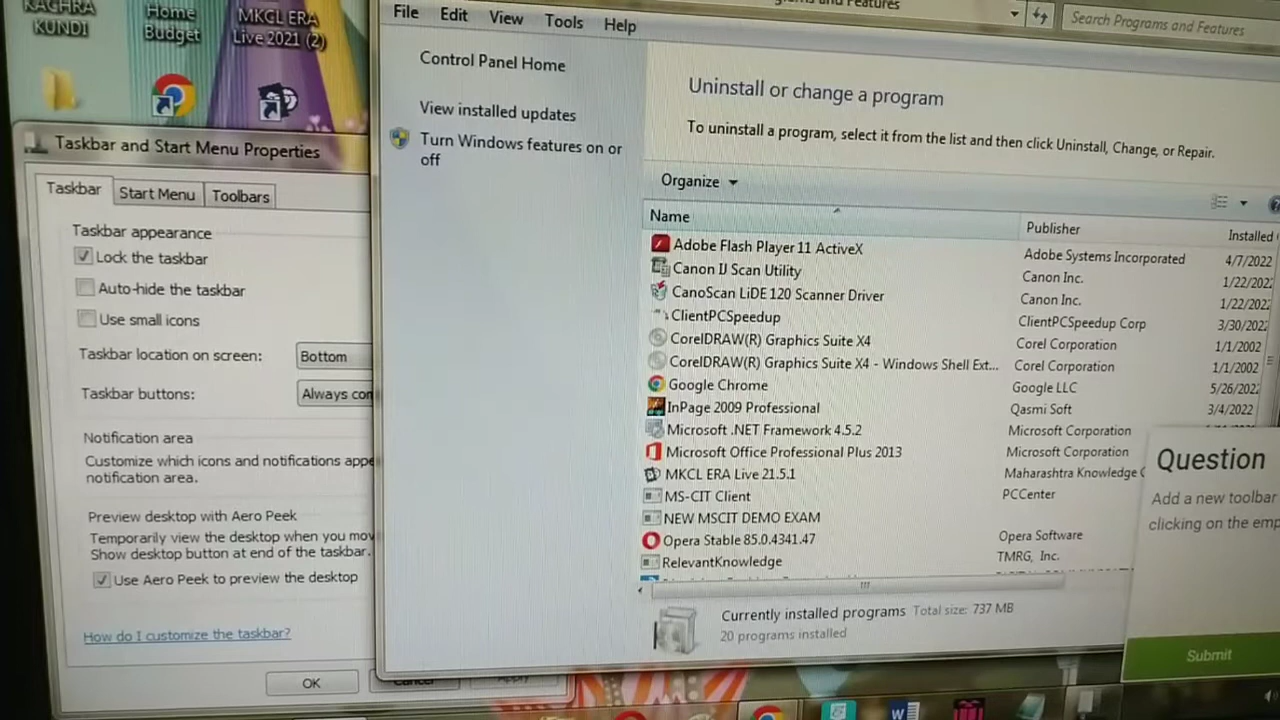 KACHRA
KUNDI
Home
Budget
MKCL ERA
Live 2021 (2)
Taskbar and Start Menu Properties
Taskbar
Start Menu
Toolbars
Taskbar appearance
Lock the taskbar
Auto-hide the taskbar
Use small icons
Taskbar location on screen:
Bottom
Taskbar buttons:
Always com
Notification area
Customize which icons and notifications appe
notification area.
Preview desktop with Aero Peek
Temporarily view the desktop when you mov
Show desktop button at end of the taskbar.
Use Aero Peek to preview the desktop
How do I customize the taskbar?
OK
Cancel
Apply
and Features
Search Programs and Features
File Edit View Tools Help
Control Panel Home
View installed updates
Turn Windows features on or
off
Uninstall or change a program
To uninstall a program, select it from the list and then click Uninstall, Change, or Repair.
Organize
Name Publisher Installed
Adobe Flash Player 11 ActiveX Adobe Systems Incorporated 4/7/2022
Canon IJ Scan Utility Canon Inc. 1/22/202
CanoScan LiDE 120 Scanner Driver Canon Inc. 1/22/202
ClientPCSpeedup ClientPCSpeedup Corp 3/30/202
CorelDRAW(R) Graphics Suite X4 Corel Corporation 1/1/2002
CorelDRAW(R) Graphics Suite X4 - Windows Shell Ext... Corel Corporation 1/1/2002
Google Chrome Google LLC 5/26/202
InPage 2009 Professional Qasmi Soft 3/4/2022
Microsoft .NET Framework 4.5.2 Microsoft Corporation
Microsoft Office Professional Plus 2013 Microsoft Corporation
MKCL ERA Live 21.5.1 Maharashtra Knowledge C
MS-CIT Client PCCenter
NEW MSCIT DEMO EXAM
Opera Stable 85.0.4341.47 Opera Software
RelevantKnowledge TMRG, Inc.
Currently installed programs Total size: 737 MB
20 programs installed
Question
Add a new toolbar
clicking on the emp
Submit